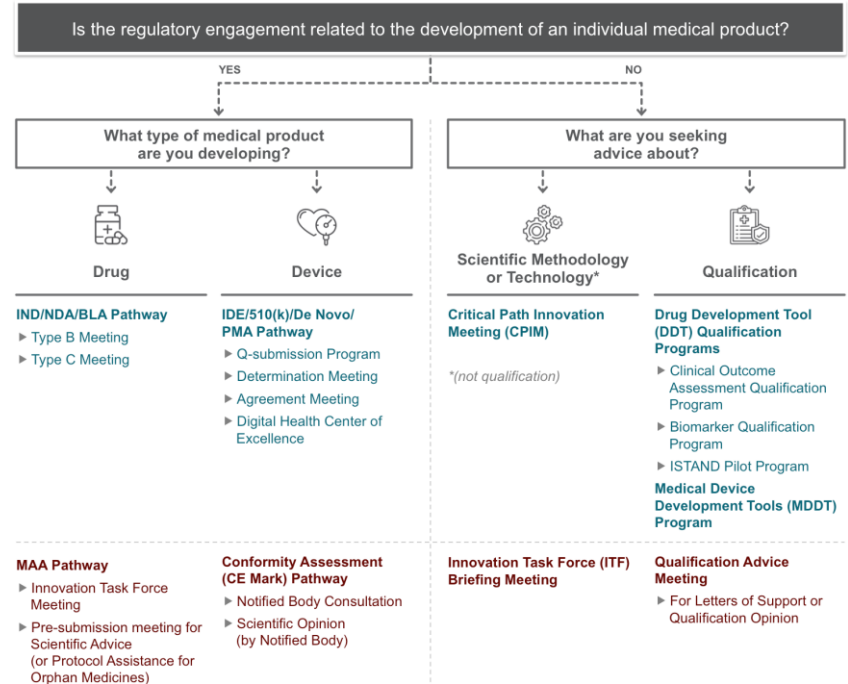 Is the regulatory engagement related to the development of an individual medical product?
YES
NO
What type of medical product
are you developing?
What are you seeking
advice about?
Drug
Device
Scientific Methodology
or Technology*
Qualification
IND/NDA/BLA Pathway
Type B Meeting
Type C Meeting
IDE/510(k)/De Novo/
PMA Pathway
Q-submission Program
Determination Meeting
Agreement Meeting
Digital Health Center of
Excellence
Critical Path Innovation
Meeting (CPIM)
*(not qualification)
Drug Development Tool
(DDT) Qualification
Programs
Clinical Outcome
Assessment Qualification
Program
Biomarker Qualification
Program
ISTAND Pilot Program
Medical Device
Development Tools (MDDT)
Program
MAA Pathway
Innovation Task Force
Meeting
Pre-submission meeting for
Scientific Advice
(or Protocol Assistance for
Orphan Medicines)
Conformity Assessment
(CE Mark) Pathway
Notified Body Consultation
Scientific Opinion
(by Notified Body)
Innovation Task Force (ITF)
Briefing Meeting
Qualification Advice
Meeting
For Letters of Support or
Qualification Opinion